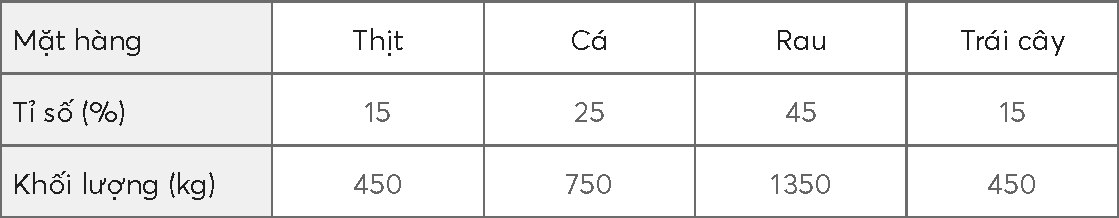 Mặt hàng Thịt Cá Rau Trái cây
Tỉ số (%) 15 25 45 15
Khối lượng (kg) 450 750 1350 450